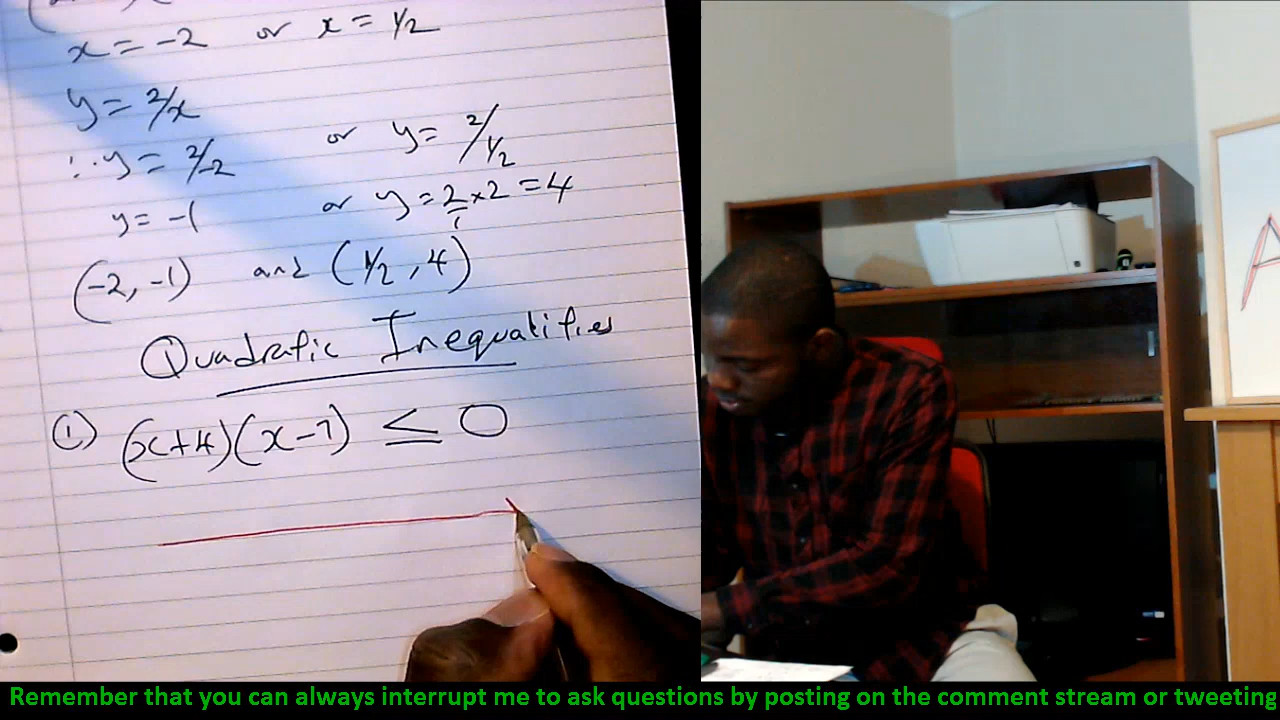 x = -2 or x = 1/2
y = 2/x
∴ y = 2/-2 or y = 2/1/2
y = -1 or y = 2/1 × 2 = 4
(-2, -1) and (1/2, 4)
Quadratic Inequalities
① (x+4)(x-7) ≤ 0
A
Remember that you can always interrupt me to ask questions by posting on the comment stream or tweeting